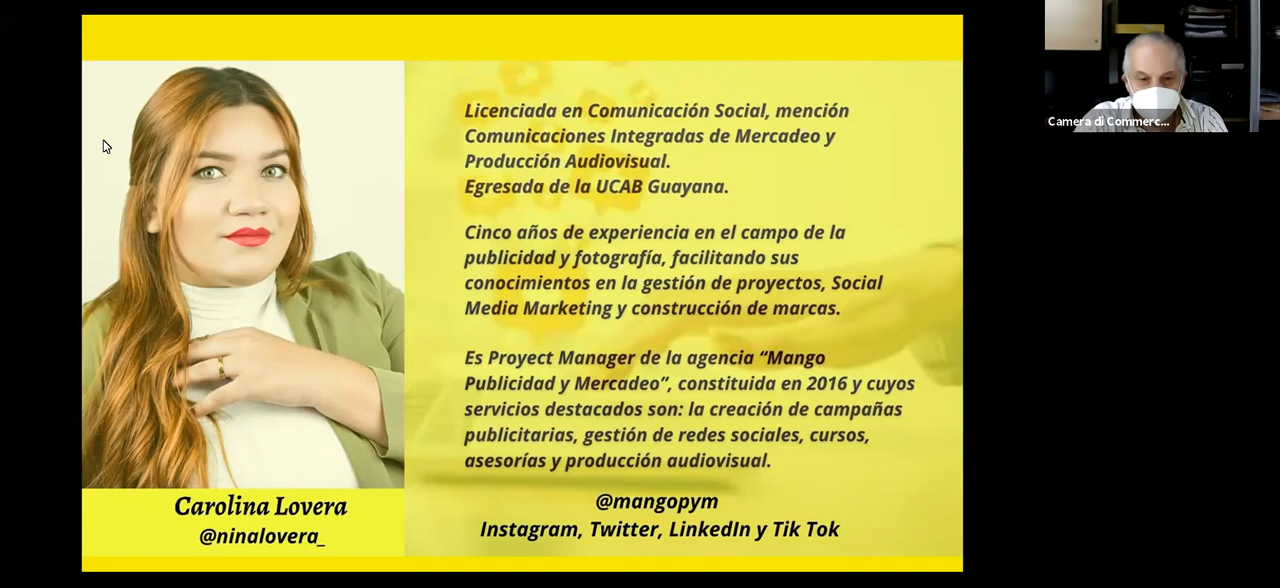 Licenciada en Comunicación Social, mención
Comunicaciones Integradas de Mercadeo y
Producción Audiovisual.
Egresada de la UCAB Guayana.
Cinco años de experiencia en el campo de la
publicidad y fotografía, facilitando sus
conocimientos en la gestión de proyectos, Social
Media Marketing y construcción de marcas.
Es Proyect Manager de la agencia “Mango
Publicidad y Mercadeo”, constituida en 2016 y cuyos
servicios destacados son: la creación de campañas
publicitarias, gestión de redes sociales, cursos,
asesorías y producción audiovisual.
@mangopym
Instagram, Twitter, LinkedIn y Tik Tok
Carolina Lovera
@ninalovera_
Camera di Commerc...